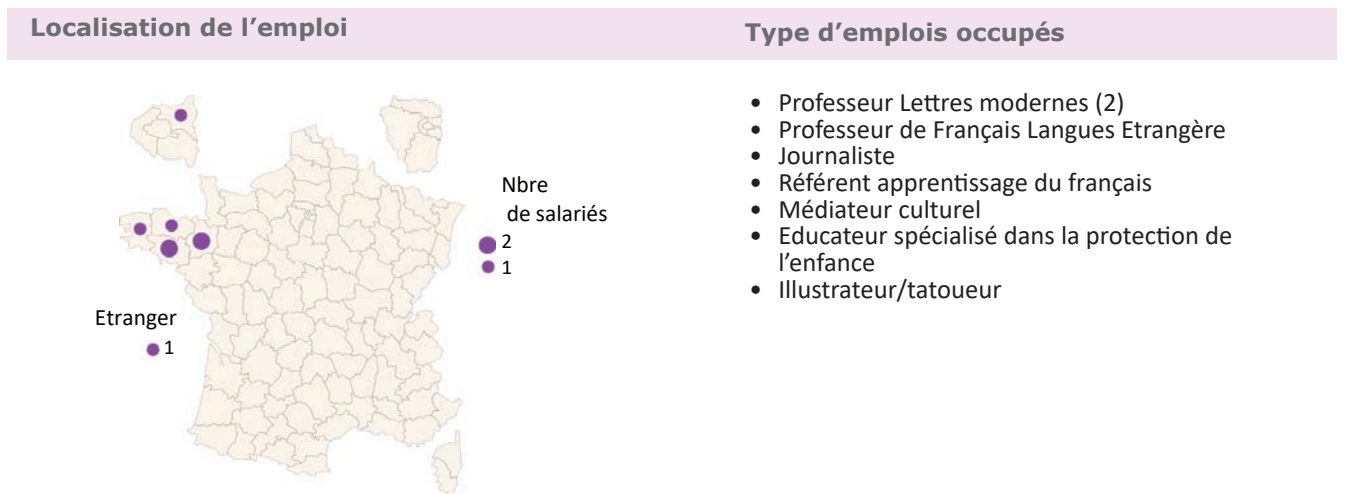 Localisation de l’emploi
Type d’emplois occupés
Nbre
de salariés
2
1
Etranger
1
• Professeur Lettres modernes (2)
• Professeur de Français Langues Etrangère
• Journaliste
• Référent apprentissage du français
• Médiateur culturel
• Educateur spécialisé dans la protection de
l’enfance
• Illustrateur/tatoueur